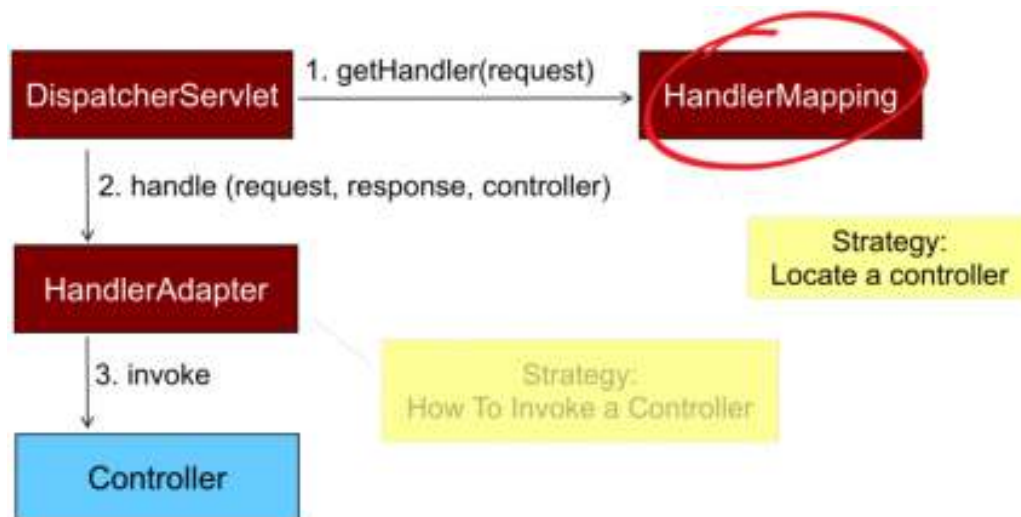 DispatcherServlet
1. getHandler(request)
HandlerMapping
2. handle (request, response, controller)
Strategy:
Locate a controller
HandlerAdapter
3. invoke
Strategy:
How To Invoke a Controller
Controller